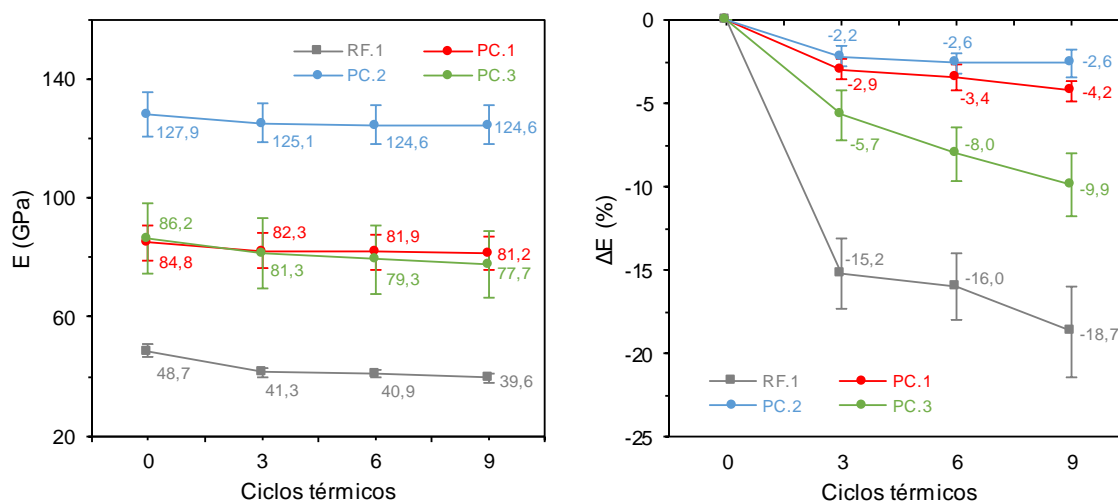 RF.1 PC.1
PC.2 PC.3
E (GPa)
140
100
60
20
127,9 125,1 124,6 124,6
86,2 82,3 81,9 81,2
84,8 81,3 79,3 77,7
48,7 41,3 40,9 39,6
0 3 6 9
Ciclos térmicos
ΔE (%)
0
-5
-10
-15
-20
-25
-2,2 -2,6 -2,6
-2,9 -3,4 -4,2
-5,7 -8,0 -9,9
-15,2 -16,0 -18,7
RF.1 PC.1
PC.2 PC.3
0 3 6 9
Ciclos térmicos